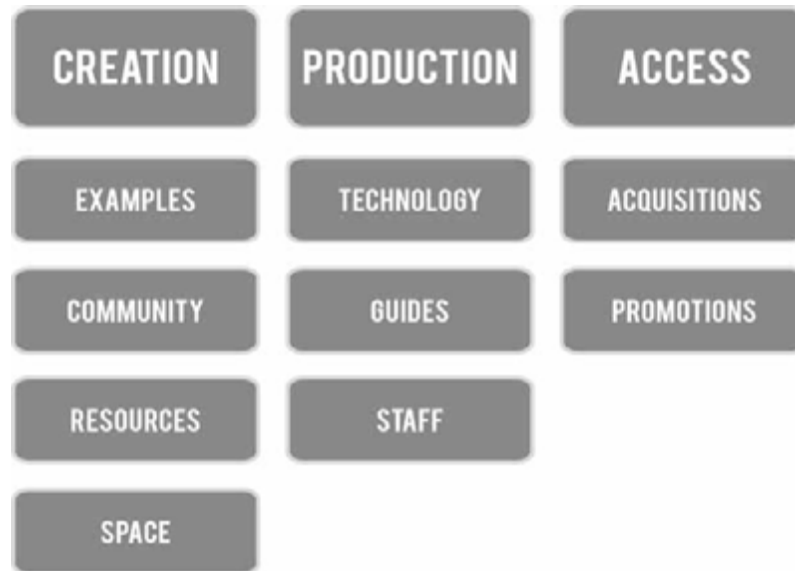 CREATION
PRODUCTION
ACCESS
EXAMPLES
TECHNOLOGY
ACQUISITIONS
COMMUNITY
GUIDES
PROMOTIONS
RESOURCES
STAFF
SPACE